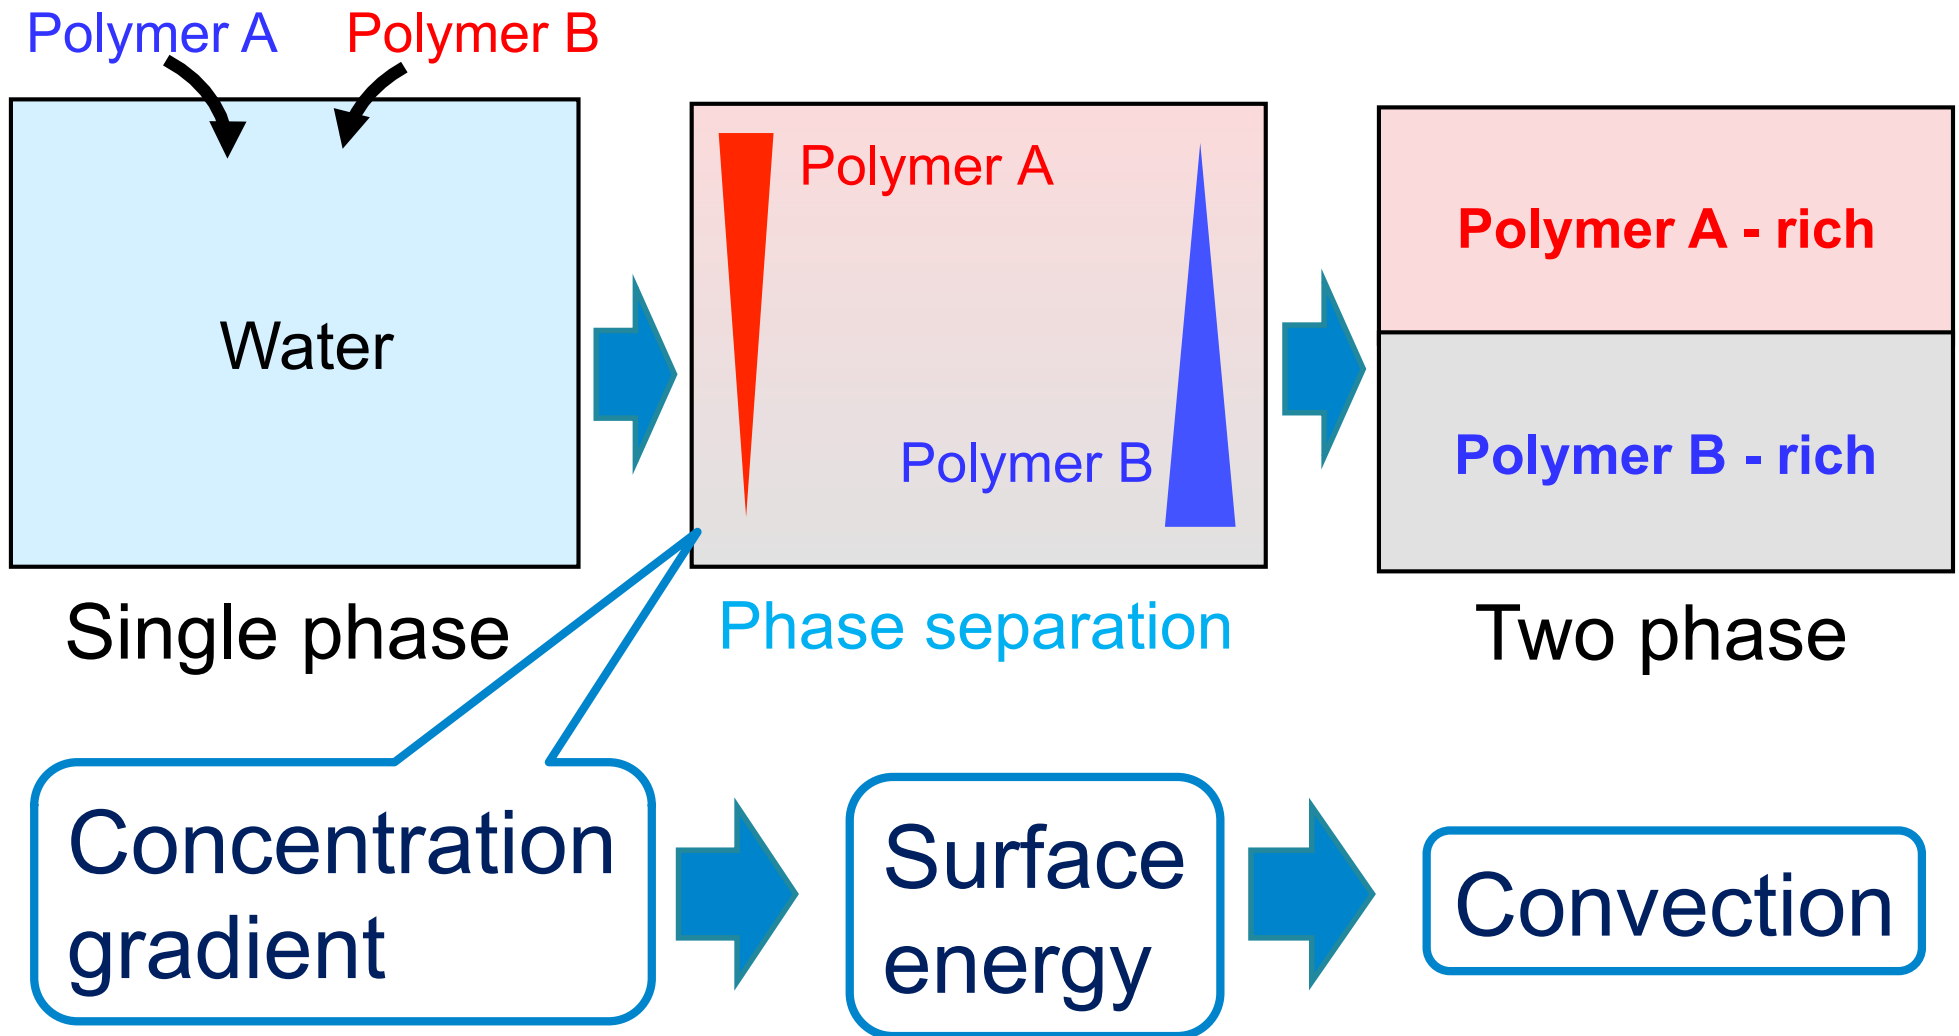 Polymer A
Polymer B
Water
Polymer A
Polymer B
Polymer A - rich
Polymer B - rich
Single phase
Phase separation
Two phase
Concentration
gradient
Surface
energy
Convection